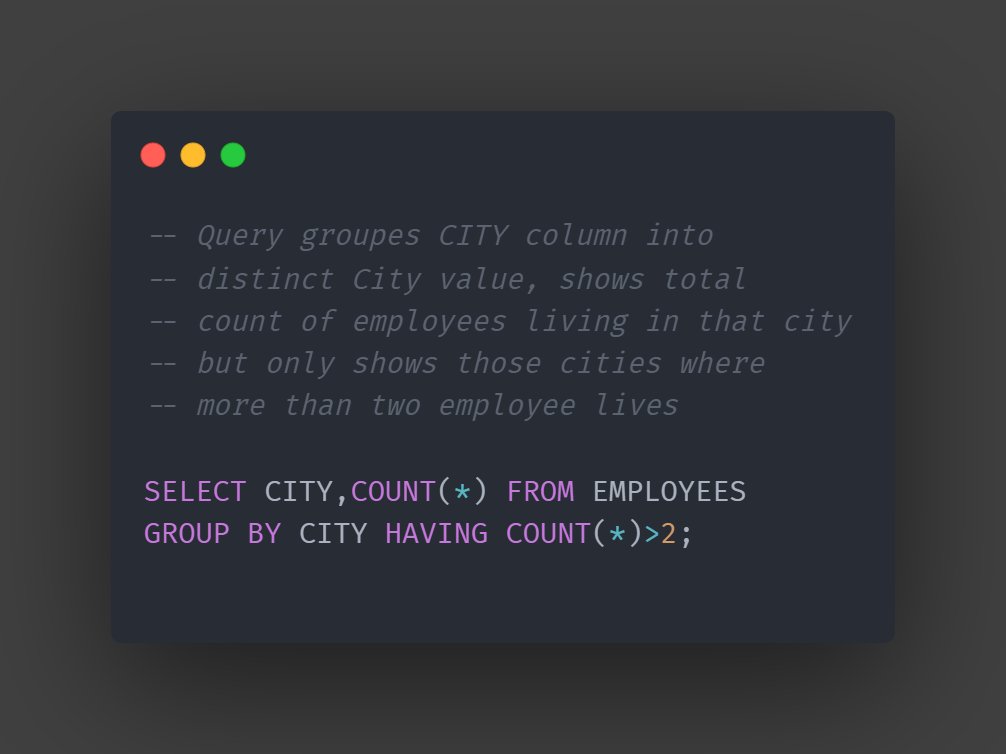 -- Query groupes CITY column into
-- distinct City value, shows total
-- count of employees living in that city
-- but only shows those cities where
-- more than two employee lives
SELECT CITY,COUNT(*) FROM EMPLOYEES
GROUP BY CITY HAVING COUNT(*)>2;